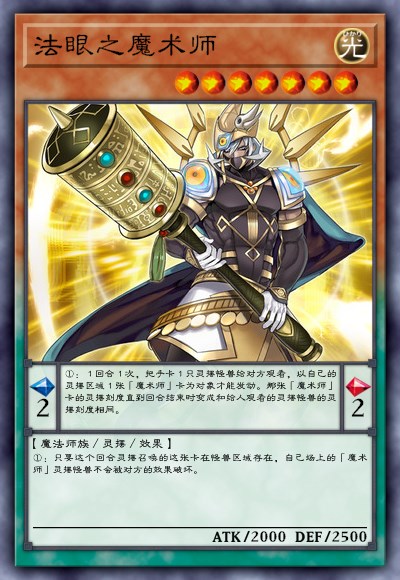 法眼之魔术师
ひかり
光
①：1回合1次，把手卡1只灵摆怪兽给对方观看，以自己的
灵摆区域1张「魔术师」卡为对象才能发动。那张「魔术师」
卡的灵摆刻度直到回合结束时变成和给人观看的灵摆怪兽的灵
摆刻度相同。
2
2
【魔法师族／灵摆／效果】
①：只要这个回合灵摆召唤的这张卡在怪兽区域存在，自己场上的「魔术
师」灵摆怪兽不会被对方的效果破坏。
ATK/2000 DEF/2500